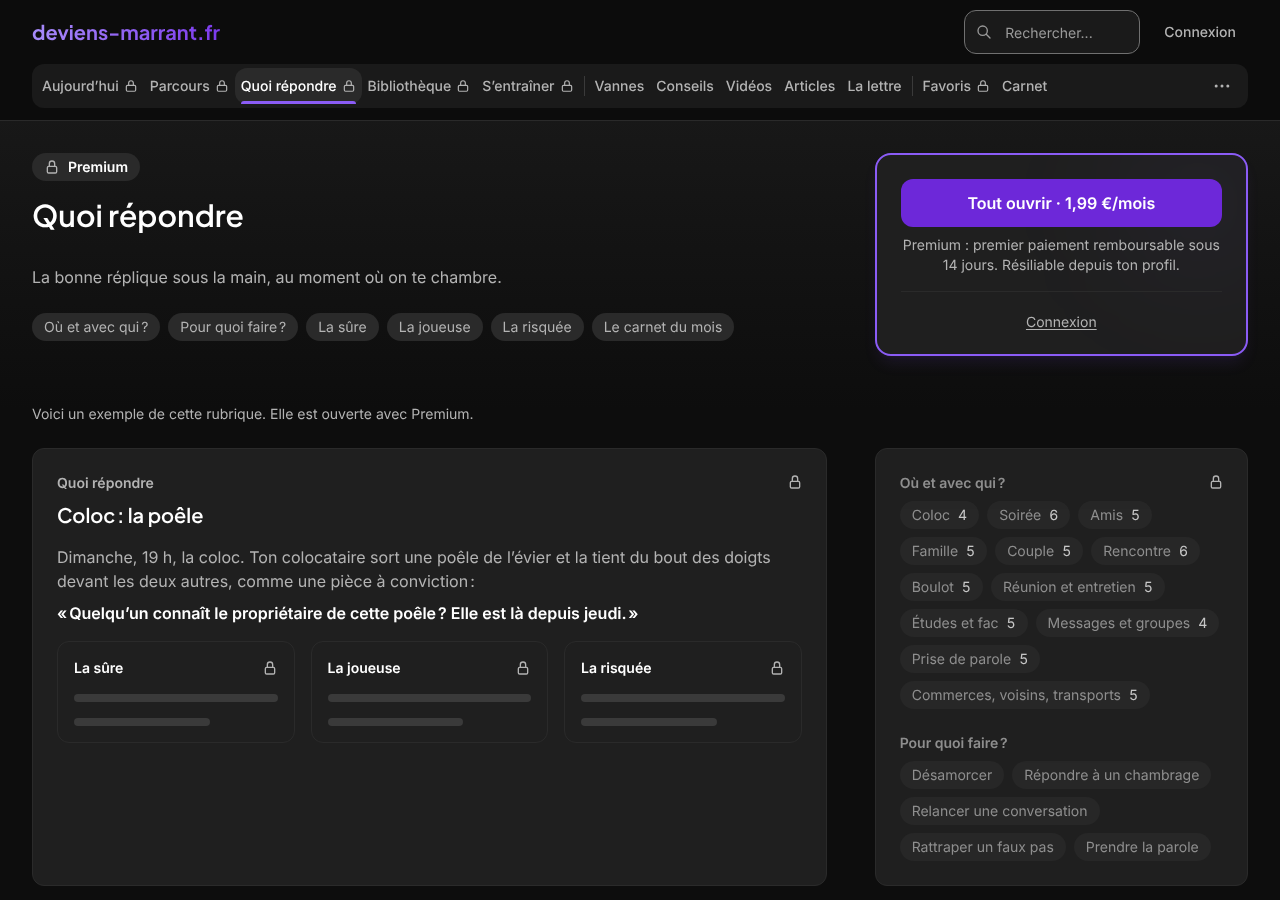 deviens-marrant.fr
Rechercher...
Connexion
Aujourd’hui
Parcours
Quoi répondre
Bibliothèque
S’entraîner
Vannes
Conseils
Vidéos
Articles
La lettre
Favoris
Carnet
Premium
Quoi répondre
La bonne réplique sous la main, au moment où on te chambre.
Où et avec qui ?
Pour quoi faire ?
La sûre
La joueuse
La risquée
Le carnet du mois
Tout ouvrir · 1,99 €/mois
Premium : premier paiement remboursable sous
14 jours. Résiliable depuis ton profil.
Connexion
Voici un exemple de cette rubrique. Elle est ouverte avec Premium.
Quoi répondre
Coloc : la poêle
Dimanche, 19 h, la coloc. Ton colocataire sort une poêle de l’évier et la tient du bout des doigts
devant les deux autres, comme une pièce à conviction :
« Quelqu’un connaît le propriétaire de cette poêle ? Elle est là depuis jeudi. »
La sûre
La joueuse
La risquée
Où et avec qui ?
Coloc 4
Soirée 6
Amis 5
Famille 5
Couple 5
Rencontre 6
Boulot 5
Réunion et entretien 5
Études et fac 5
Messages et groupes 4
Prise de parole 5
Commerces, voisins, transports 5
Pour quoi faire ?
Désamorcer
Répondre à un chambrage
Relancer une conversation
Rattraper un faux pas
Prendre la parole